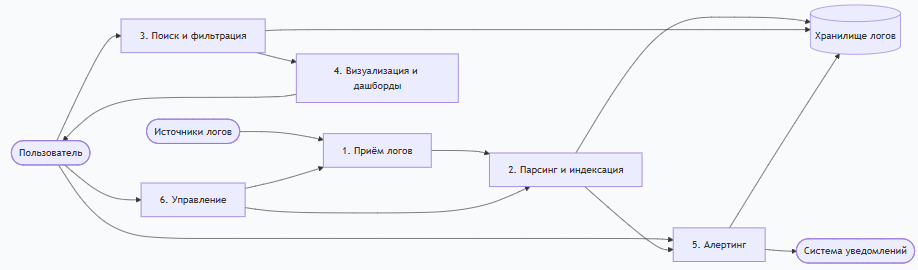 3. Поиск и фильтрация
Хранилище логов
4. Визуализация и
дашборды
Источники логов
Пользователь
1. Приём логов
2. Парсинг и индексация
6. Управление
5. Алертинг
Система уведомлений